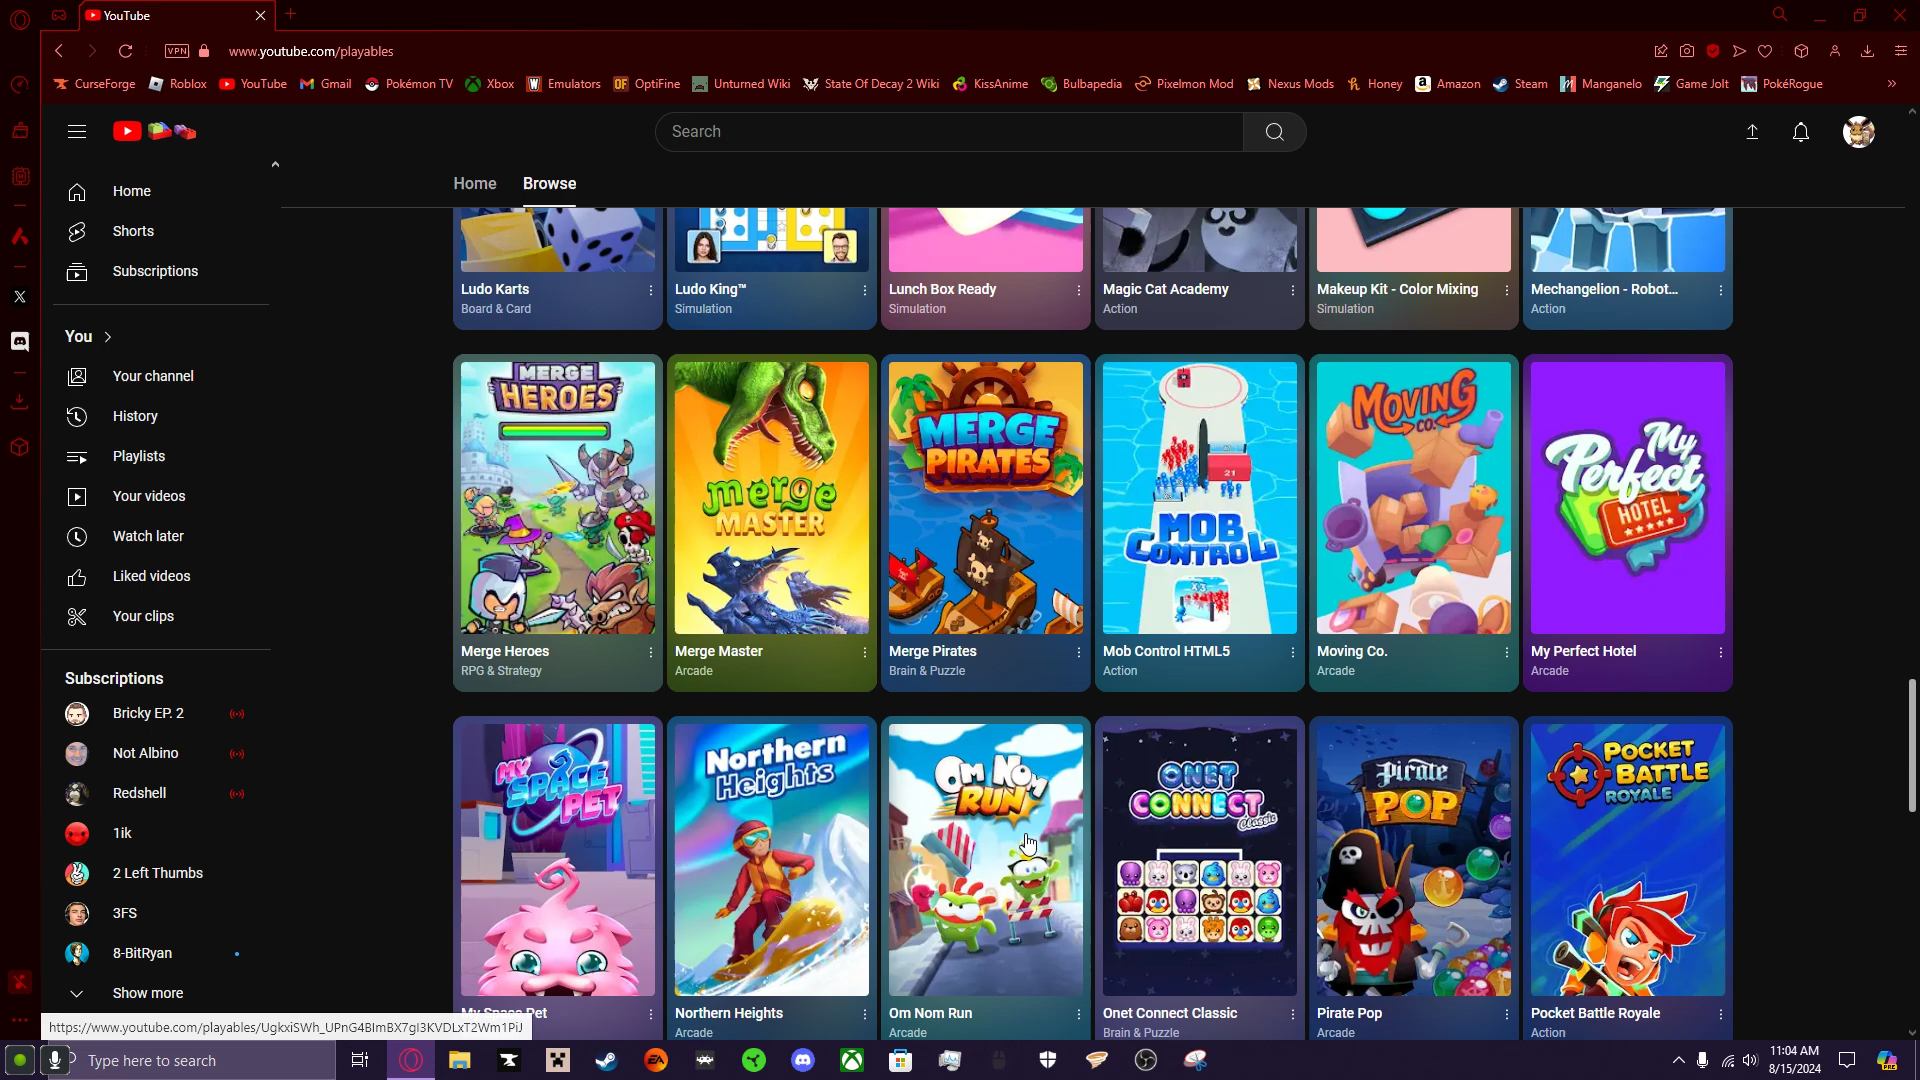 YouTube
VPN
www.youtube.com/playables
CurseForge
Roblox
YouTube
Gmail
Pokémon TV
Xbox
Emulators
OptiFine
Unturned Wiki
State Of Decay 2 Wiki
KissAnime
Bulbapedia
Pixelmon Mod
Nexus Mods
Honey
Amazon
Steam
Manganelo
Game Jolt
PokéRogue
Search
Home
Shorts
Subscriptions
You
Your channel
History
Playlists
Your videos
Watch later
Liked videos
Your clips
Subscriptions
Bricky EP. 2
Not Albino
Redshell
1ik
2 Left Thumbs
3FS
8-BitRyan
Show more
Home
Browse
Ludo Karts
Board & Card
Ludo King™
Simulation
Lunch Box Ready
Simulation
Magic Cat Academy
Action
Makeup Kit - Color Mixing
Simulation
Mechangelion - Robot...
Action
MERGE
HEROES
Merge Heroes
RPG & Strategy
merge
MASTER
Merge Master
Arcade
MERGE
PIRATES
Merge Pirates
Brain & Puzzle
21
MOB
CONTROL
Mob Control HTML5
Action
MOVING
CO.
Moving Co.
Arcade
My
Perfect
HOTEL
My Perfect Hotel
Arcade
MY
SPACE
PET
My Space Pet
Northern
Heights
Northern Heights
Arcade
OM NOM
RUN
Om Nom Run
Arcade
ONET
CONNECT
Classic
Onet Connect Classic
Brain & Puzzle
Pirate
POP
Pirate Pop
Arcade
POCKET
BATTLE
ROYALE
Pocket Battle Royale
Action
https://www.youtube.com/playables/UgkxiSWh_UPnG4BImBX7gI3KVDLxT2Wm1PiJ
Type here to search
11:04 AM
8/15/2024